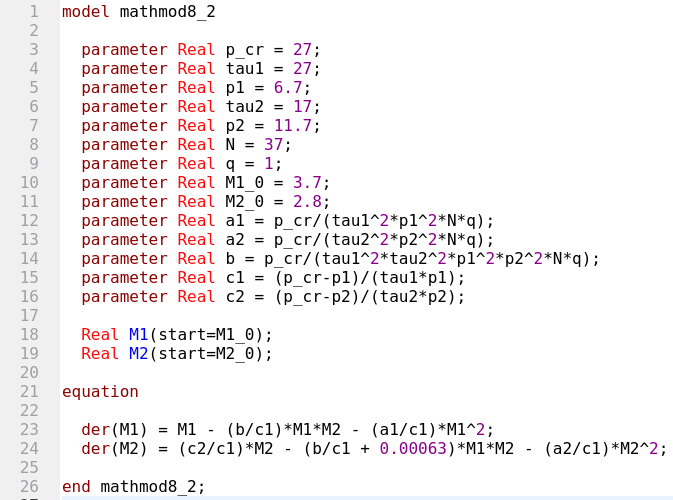 1 model mathmod8_2
2
3 parameter Real p_cr = 27;
4 parameter Real tau1 = 27;
5 parameter Real p1 = 6.7;
6 parameter Real tau2 = 17;
7 parameter Real p2 = 11.7;
8 parameter Real N = 37;
9 parameter Real q = 1;
10 parameter Real M1_0 = 3.7;
11 parameter Real M2_0 = 2.8;
12 parameter Real a1 = p_cr/(tau1^2*p1^2*N*q);
13 parameter Real a2 = p_cr/(tau2^2*p2^2*N*q);
14 parameter Real b = p_cr/(tau1^2*tau2^2*p1^2*p2^2*N*q);
15 parameter Real c1 = (p_cr-p1)/(tau1*p1);
16 parameter Real c2 = (p_cr-p2)/(tau2*p2);
17
18 Real M1(start=M1_0);
19 Real M2(start=M2_0);
20
21 equation
22
23 der(M1) = M1 - (b/c1)*M1*M2 - (a1/c1)*M1^2;
24 der(M2) = (c2/c1)*M2 - (b/c1 + 0.00063)*M1*M2 - (a2/c1)*M2^2;
25
26 end mathmod8_2;